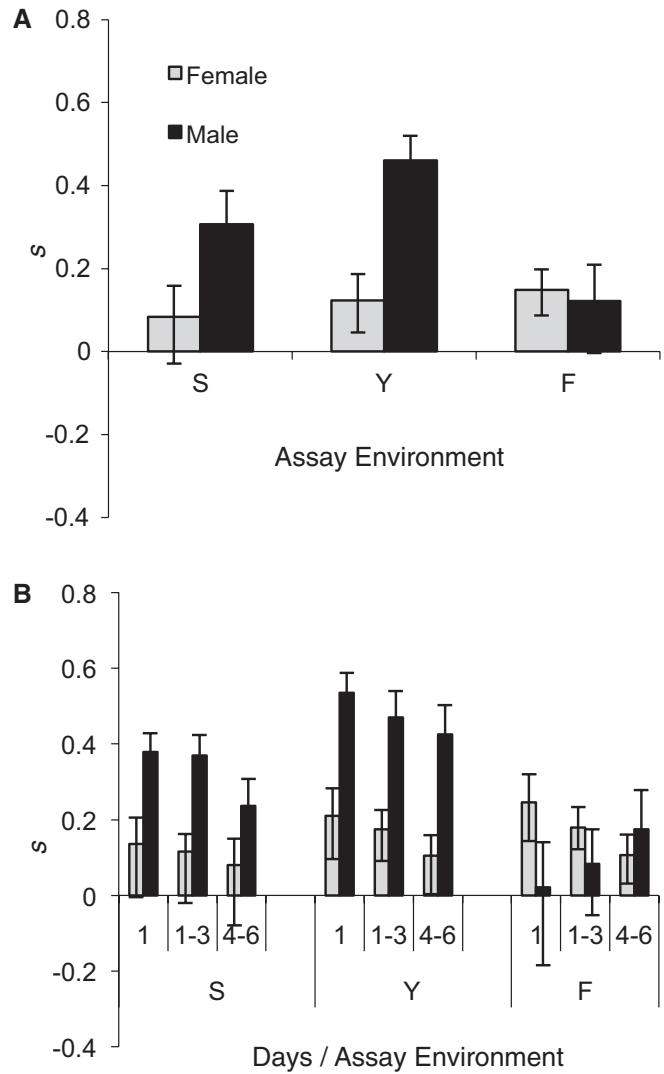 A
0.8
0.6
0.4
0.2
0
-0.2
-0.4
s
Female
Male
S Y F
Assay Environment
B
0.8
0.6
0.4
0.2
0
-0.2
-0.4
s
1 1-3 4-6 1 1-3 4-6 1 1-3 4-6
S Y F
Days / Assay Environment